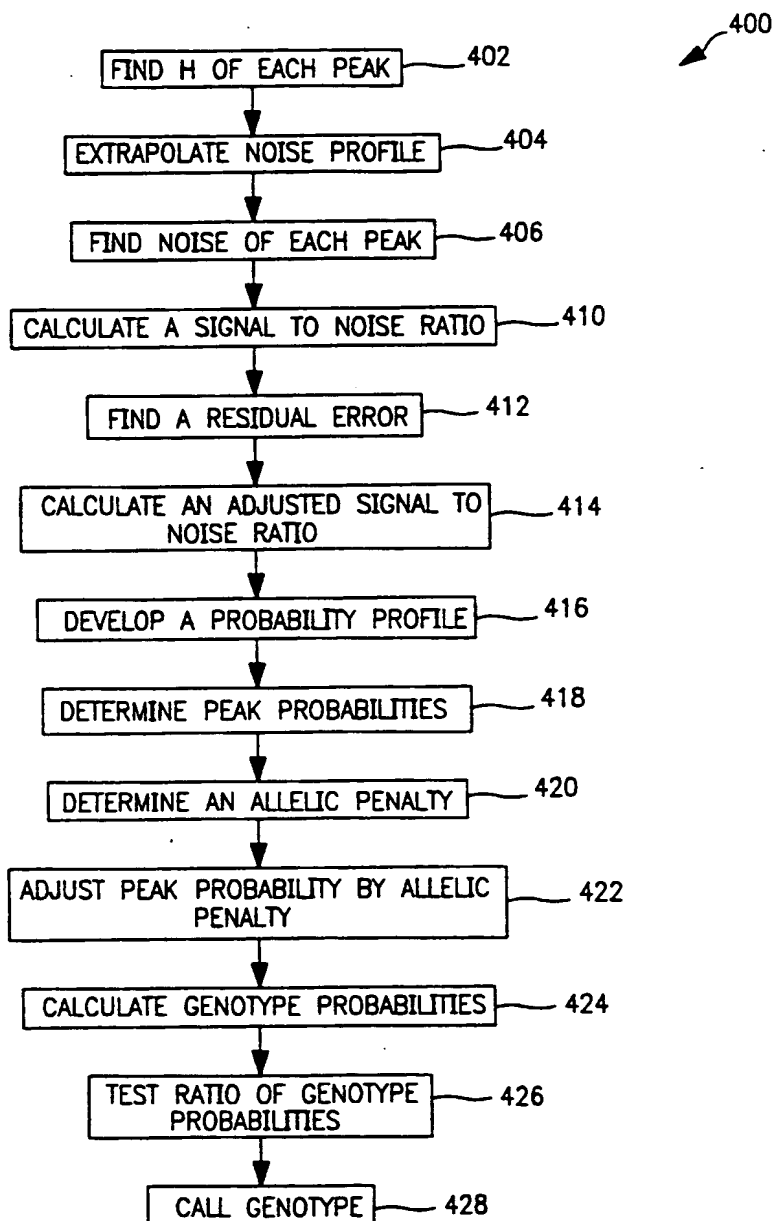 400
FIND H OF EACH PEAK 402
EXTRAPOLATE NOISE PROFILE 404
FIND NOISE OF EACH PEAK 406
CALCULATE A SIGNAL TO NOISE RATIO 410
FIND A RESIDUAL ERROR 412
CALCULATE AN ADJUSTED SIGNAL TO
NOISE RATIO 414
DEVELOP A PROBABILITY PROFILE 416
DETERMINE PEAK PROBABILITIES 418
DETERMINE AN ALLELIC PENALTY 420
ADJUST PEAK PROBABILITY BY ALLELIC
PENALTY 422
CALCULATE GENOTYPE PROBABILITIES 424
TEST RATIO OF GENOTYPE
PROBABILITIES 426
CALL GENOTYPE 428